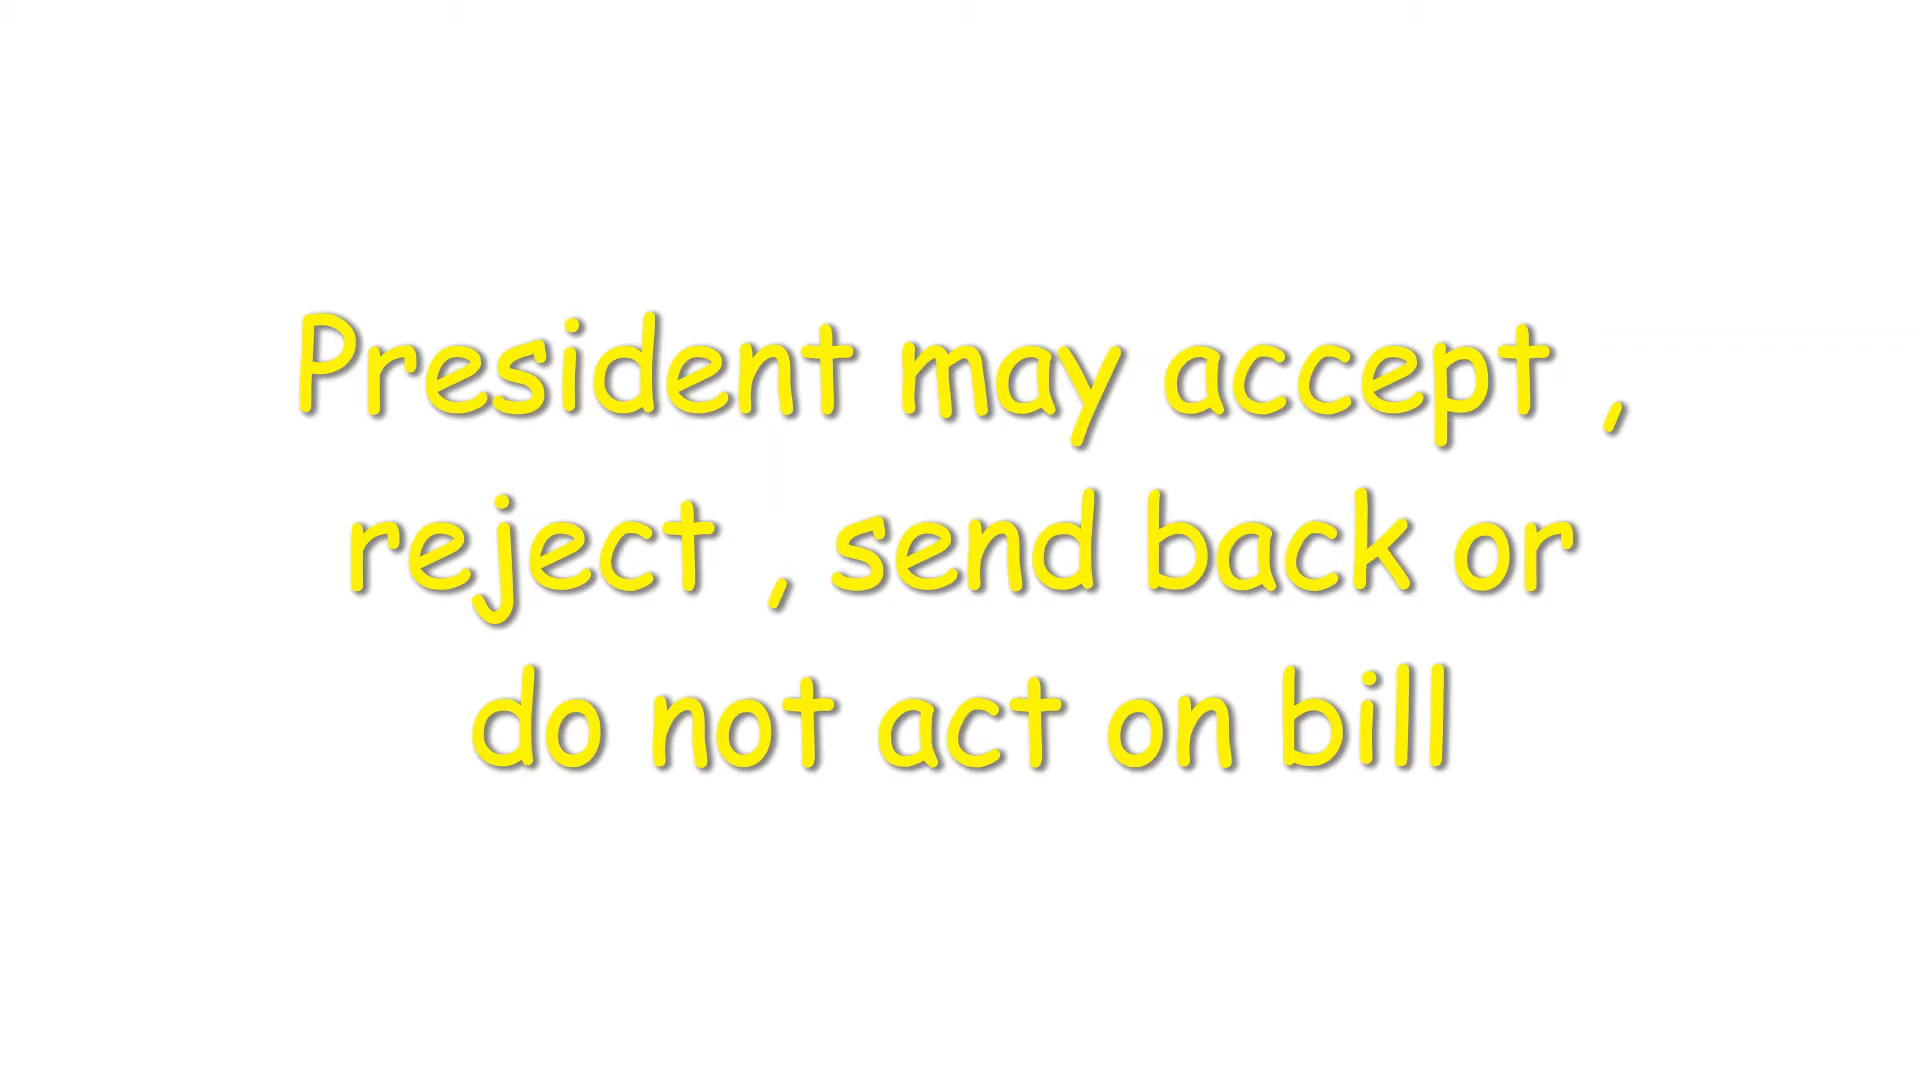 President may accept ,
reject , send back or
do not act on bill